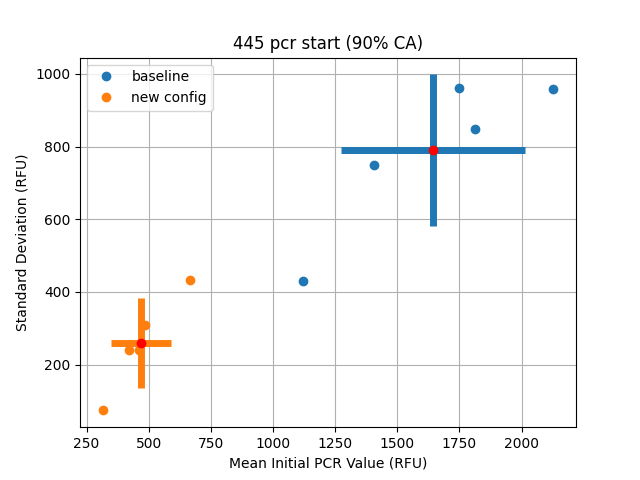 445 pcr start (90% CA)
baseline
new config
Standard Deviation (RFU)
1000
800
600
400
200
250 500 750 1000 1250 1500 1750 2000
Mean Initial PCR Value (RFU)